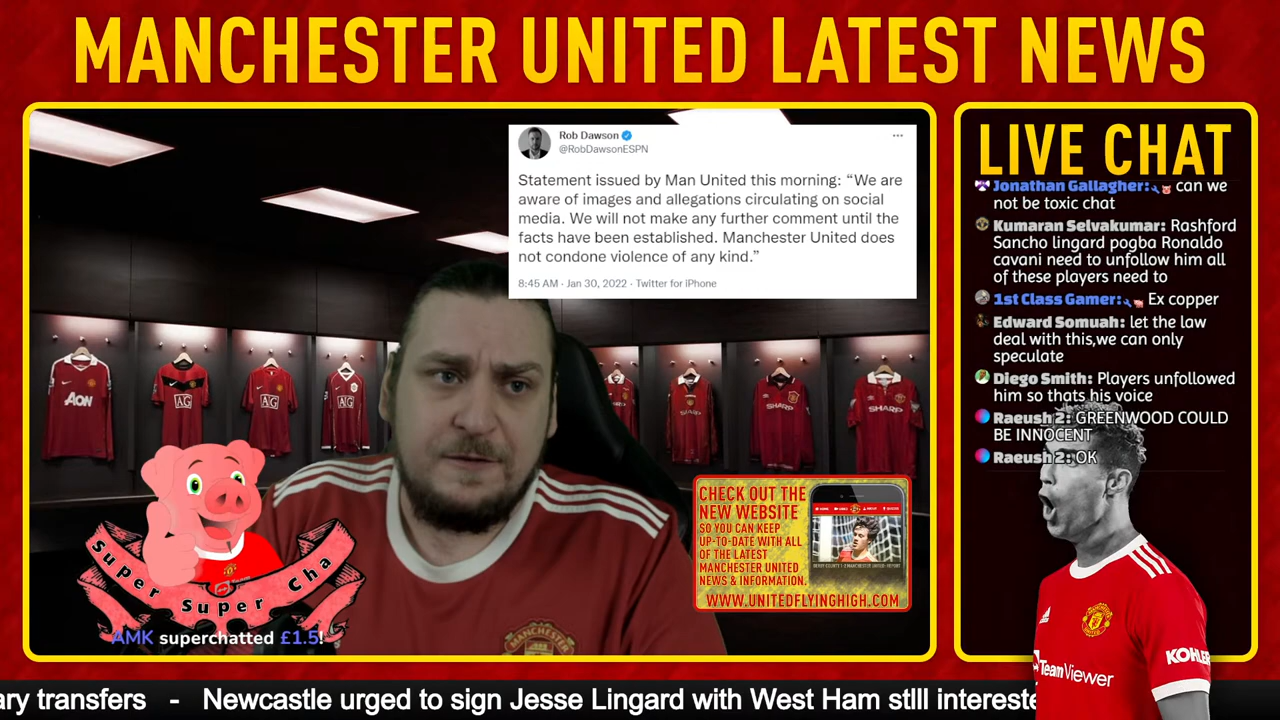 MANCHESTER UNITED LATEST NEWS
Rob Dawson
@RobDawsonESPN
Statement issued by Man United this morning: “We are
aware of images and allegations circulating on social
media. We will not make any further comment until the
facts have been established. Manchester United does
not condone violence of any kind.”
8:45 AM · Jan 30, 2022 · Twitter for iPhone
AON
AG
AG
AIG
SHARP
SHARP
Super Super Cha
AMK superchatted £1.5!
CHECK OUT THE
NEW WEBSITE
SO YOU CAN KEEP
UP-TO-DATE WITH ALL
OF THE LATEST
MANCHESTER UNITED
NEWS & INFORMATION.
WWW.UNITEDFLYINGHIGH.COM
MANCHESTER
LIVE CHAT
Jonathan Gallagher: can we
not be toxic chat
Kumaran Selvakumar: Rashford
Sancho lingard pogba Ronaldo
cavani need to unfollow him all
of these players need to
1st Class Gamer: Ex copper
Edward Somuah: let the law
deal with this,we can only
speculate
Diego Smith: Players unfollowed
him so thats his voice
Raeush 2: GREENWOOD COULD
BE INNOCENT
Raeush 2: OK
TeamViewer
KOHLER
ary transfers - Newcastle urged to sign Jesse Lingard with West Ham stIll intereste